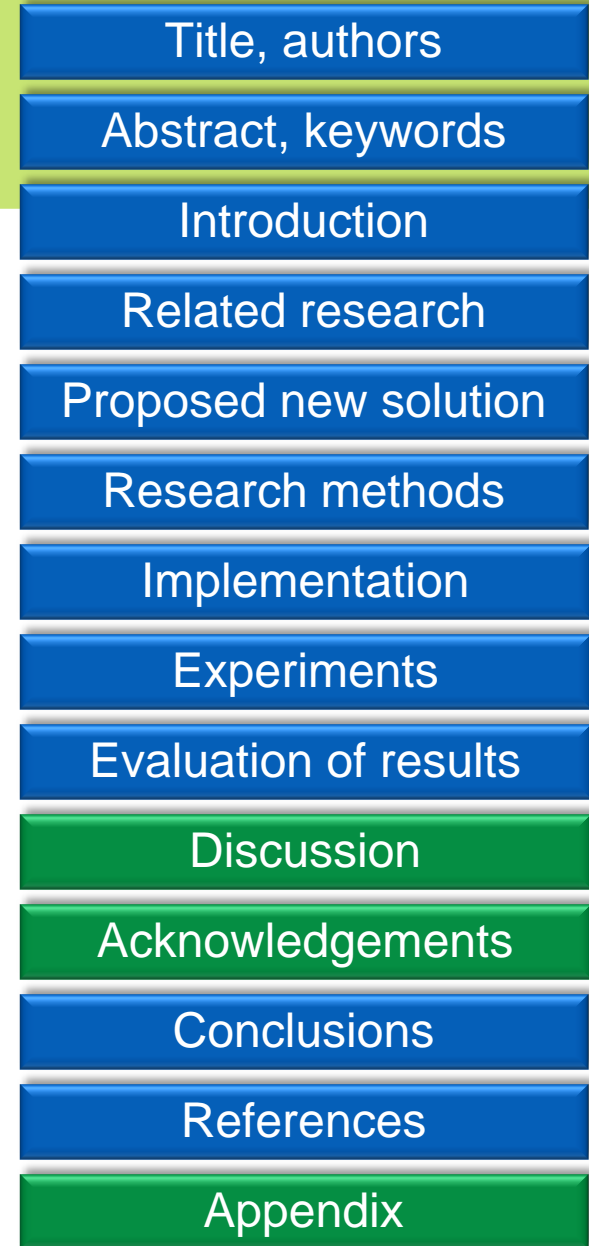 Title, authors
Abstract, keywords
Introduction
Related research
Proposed new solution
Research methods
Implementation
Experiments
Evaluation of results
Discussion
Acknowledgements
Conclusions
References
Appendix